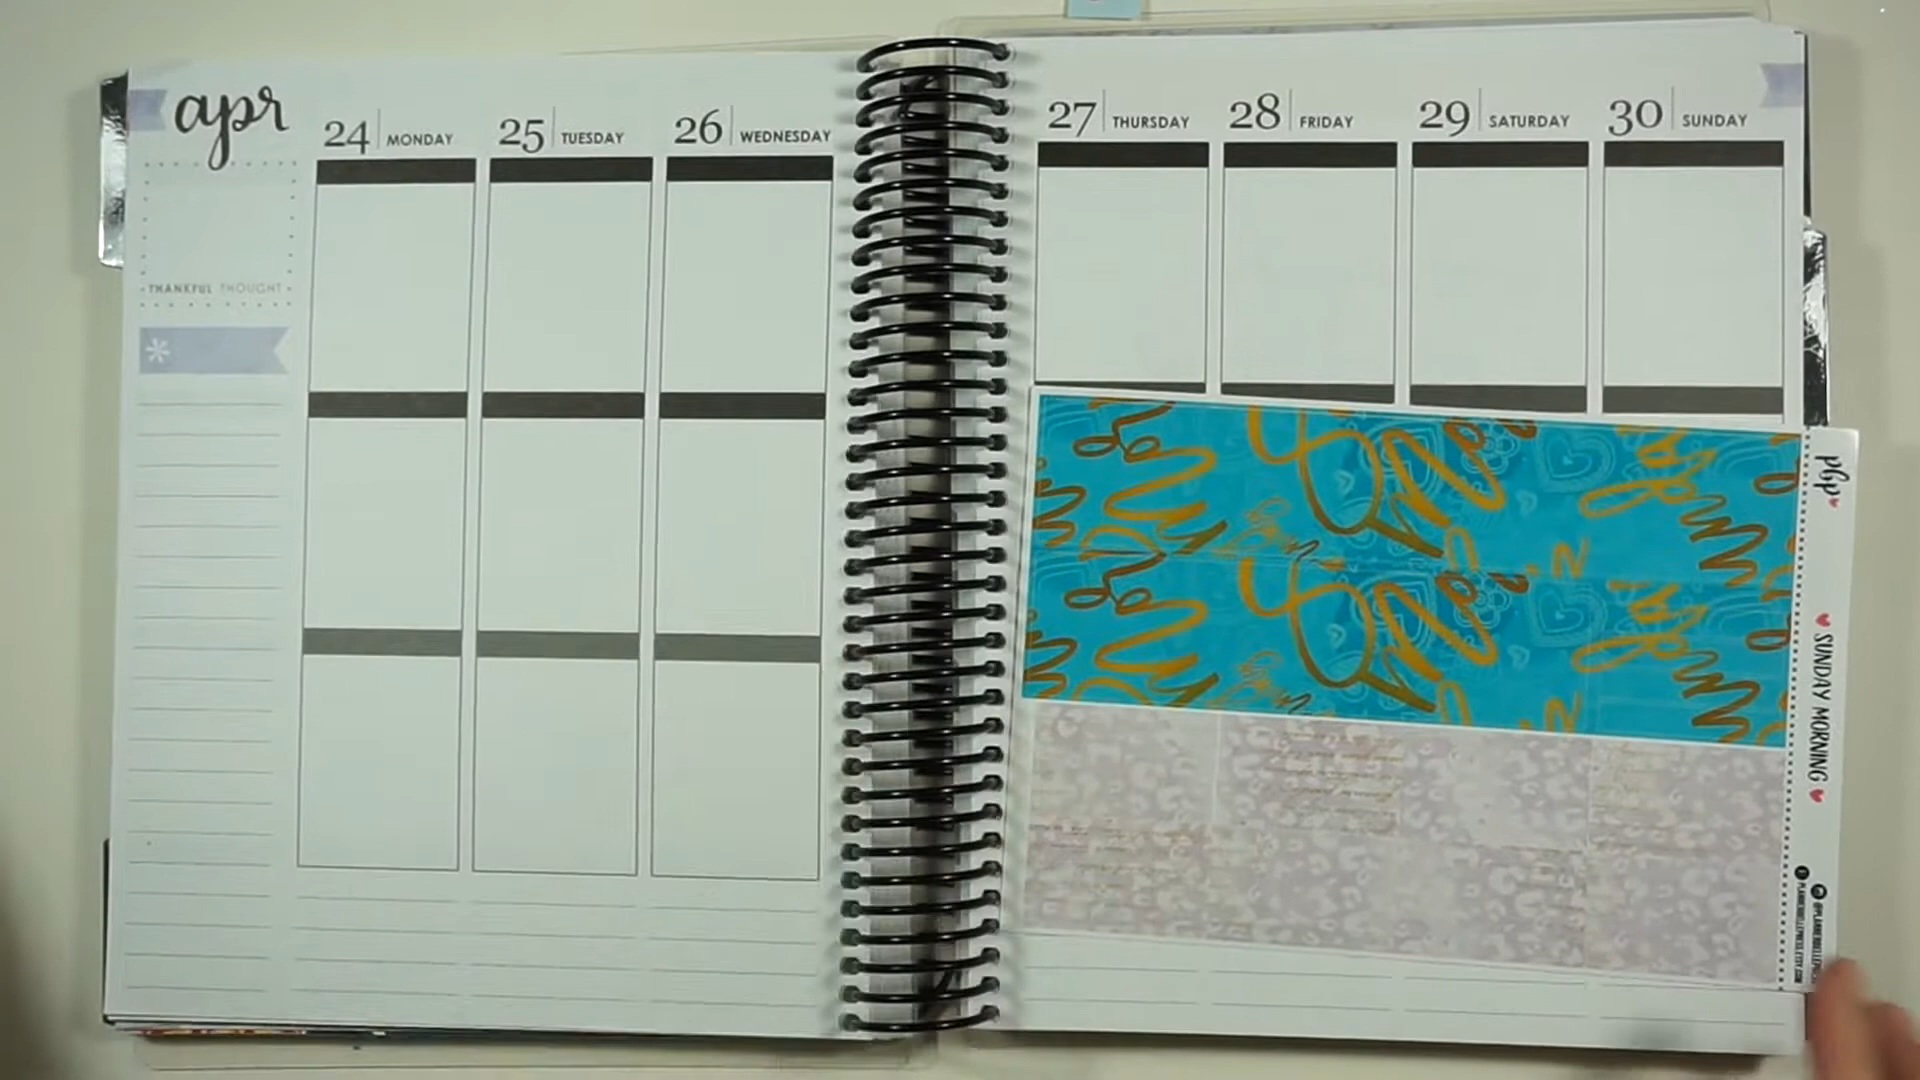 apr
24 MONDAY
25 TUESDAY
26 WEDNESDAY
27 THURSDAY
28 FRIDAY
29 SATURDAY
30 SUNDAY
THANKFUL THOUGHT
pbp
SUNDAY MORNING